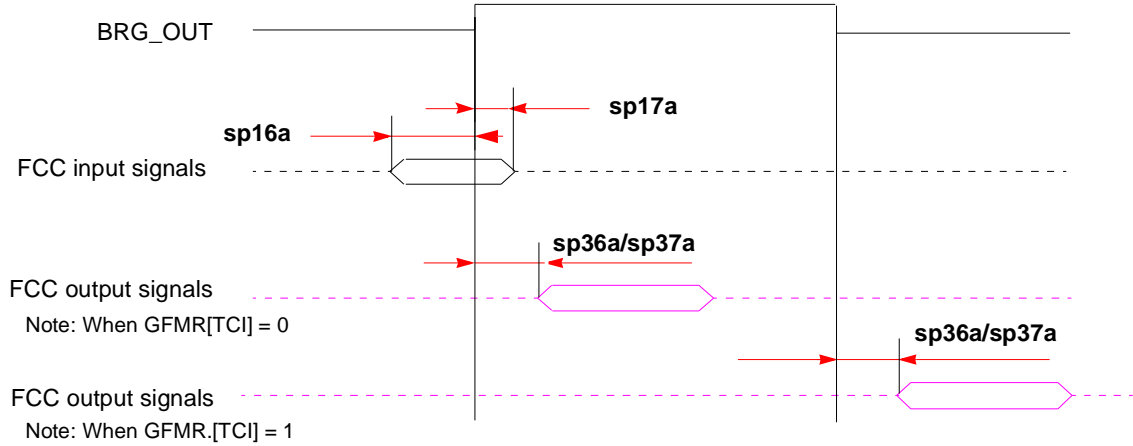 BRG_OUT
sp17a
sp16a
FCC input signals
sp36a/sp37a
FCC output signals
Note: When GFMR[TCI] = 0
sp36a/sp37a
FCC output signals
Note: When GFMR.[TCI] = 1